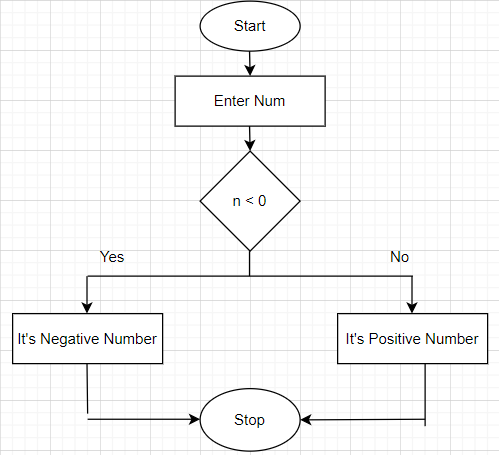 Start
Enter Num
n < 0
Yes
No
It's Negative Number
It's Positive Number
Stop